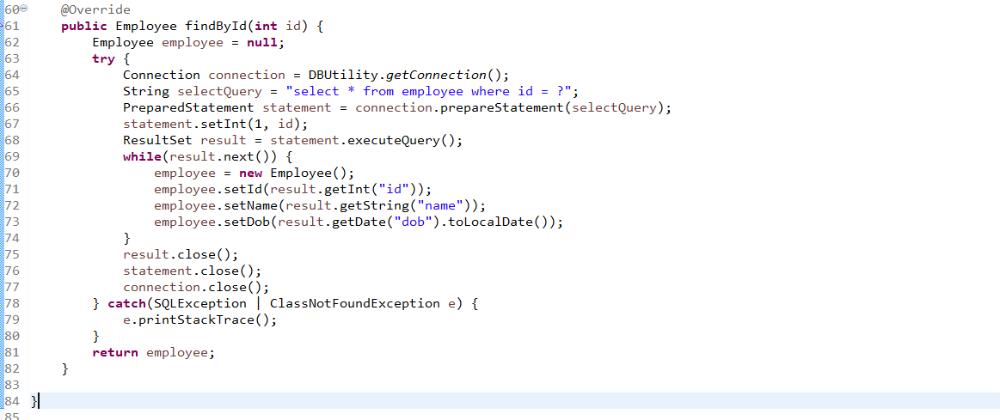 60 @Override
61 public Employee findById(int id) {
62 Employee employee = null;
63 try {
64 Connection connection = DBUtility.getConnection();
65 String selectQuery = "select * from employee where id = ?";
66 PreparedStatement statement = connection.prepareStatement(selectQuery);
67 statement.setInt(1, id);
68 ResultSet result = statement.executeQuery();
69 while(result.next()) {
70 employee = new Employee();
71 employee.setId(result.getInt("id"));
72 employee.setName(result.getString("name"));
73 employee.setDob(result.getDate("dob").toLocalDate());
74 }
75 result.close();
76 statement.close();
77 connection.close();
78 } catch(SQLException | ClassNotFoundException e) {
79 e.printStackTrace();
80 }
81 return employee;
82 }
83
84 }
85